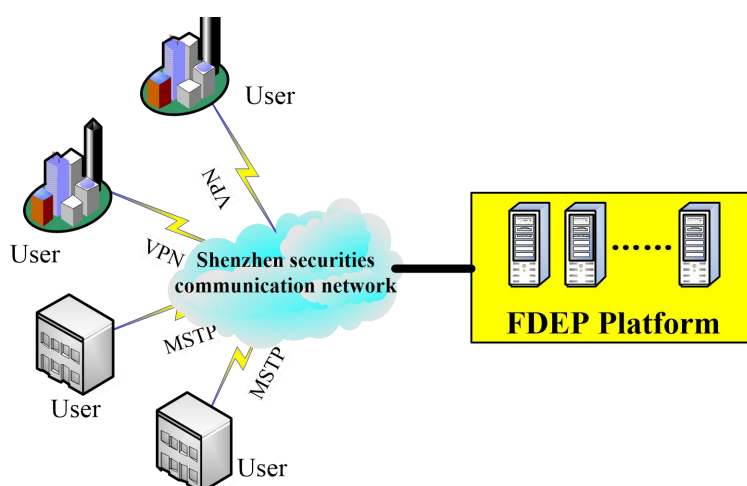 User
VPN
User
VPN
Shenzhen securities
communication network
FDEP Platform
MSTP
User
MSTP
User